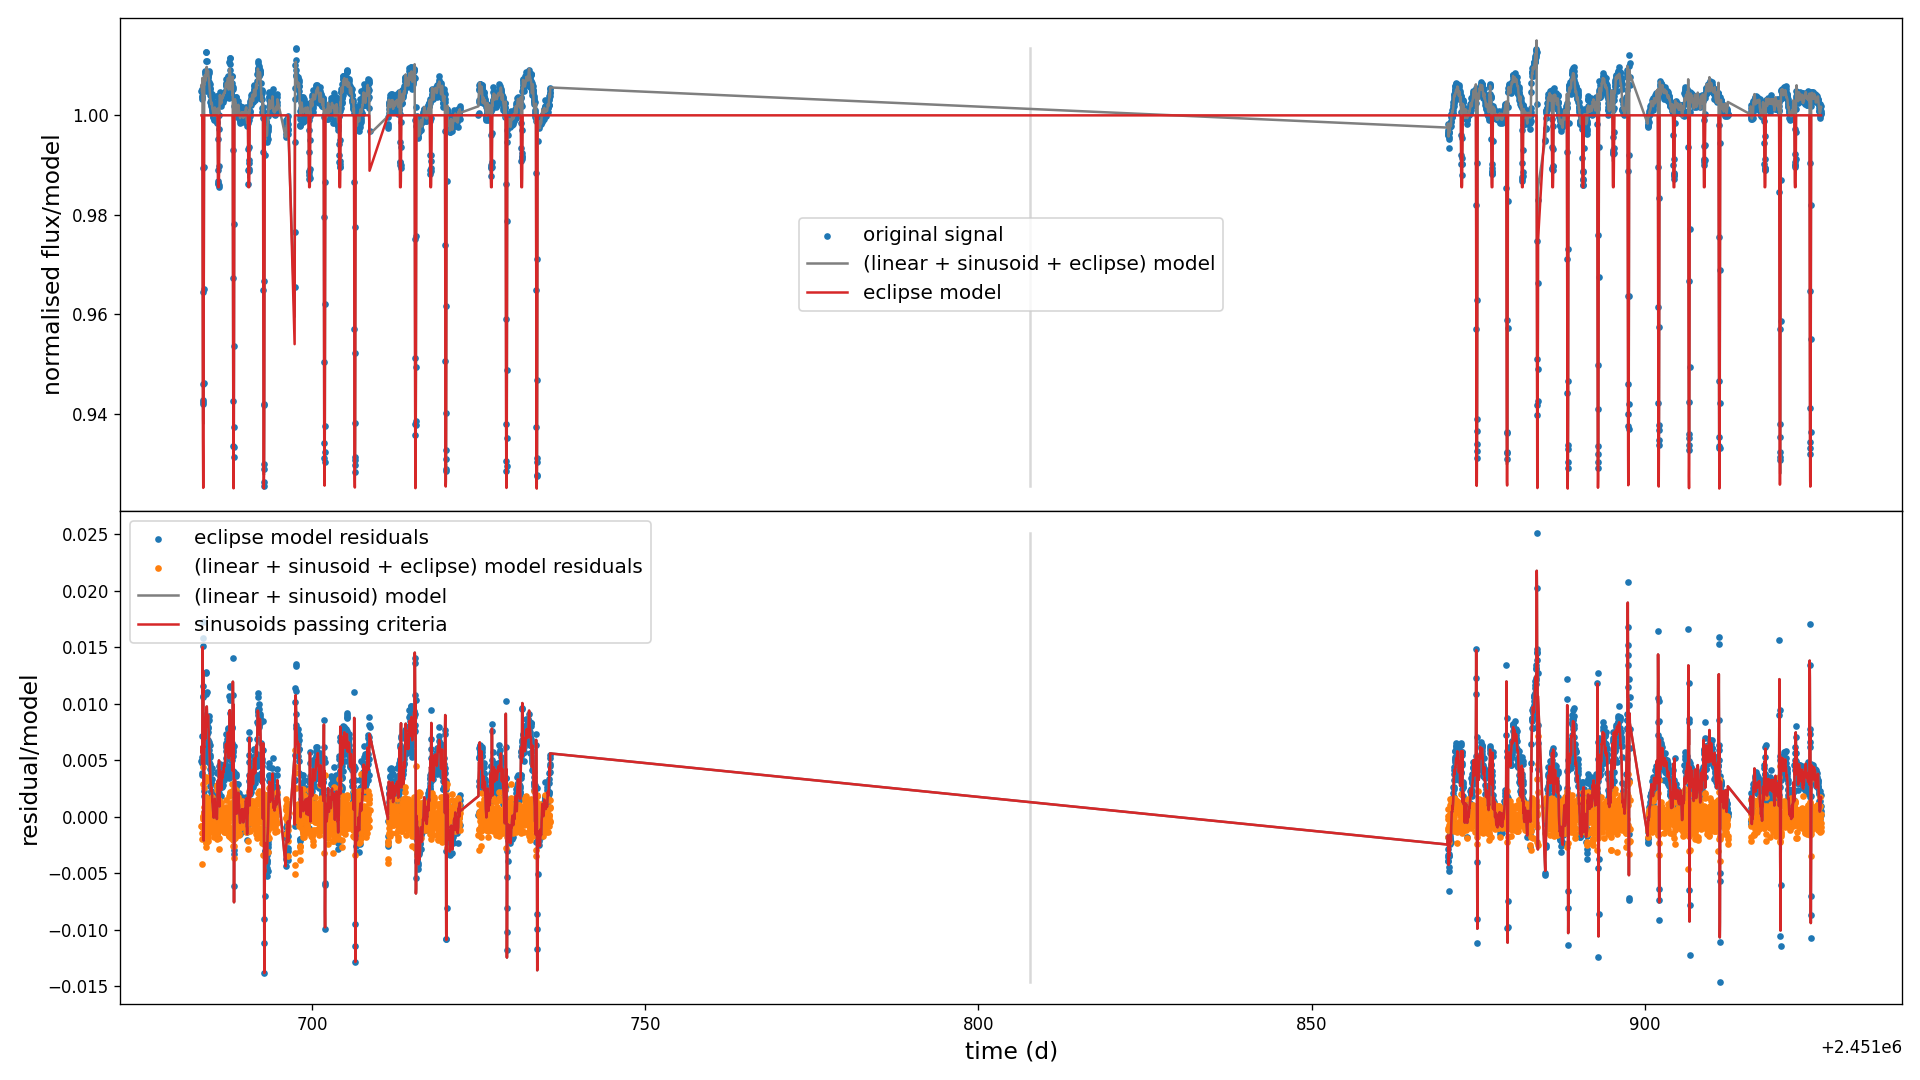 normalised flux/model
1.00
0.98
0.96
0.94
original signal
(linear + sinusoid + eclipse) model
eclipse model
residual/model
0.025
0.020
0.015
0.010
0.005
0.000
−0.005
−0.010
−0.015
eclipse model residuals
(linear + sinusoid + eclipse) model residuals
(linear + sinusoid) model
sinusoids passing criteria
700
750
800
850
900
time (d)
+2.451e6